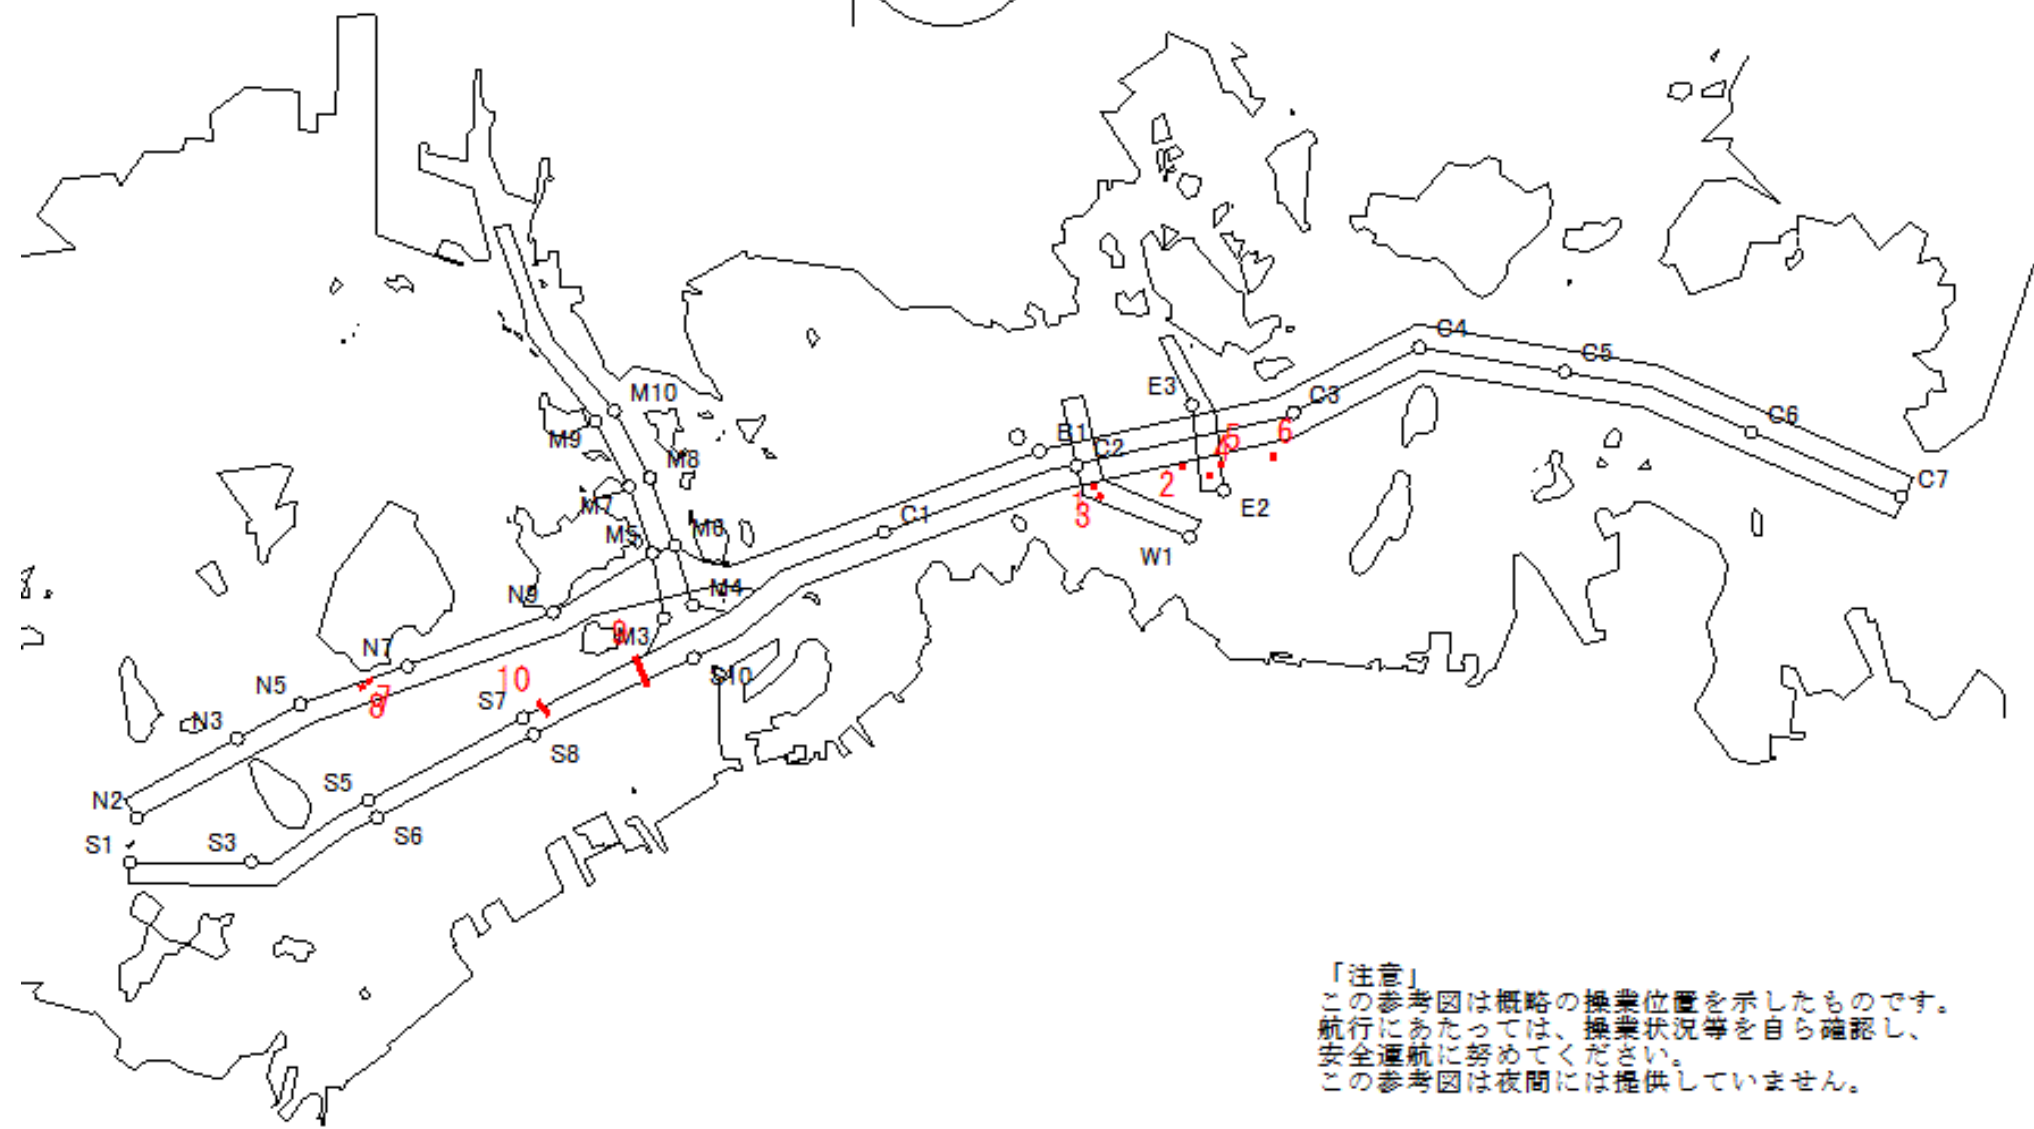 C4
C5
M10
E3
C3
C6
M9
B1
5
6
C2
4
M8
C7
2
M7
1
E2
3
C1
M6
M5
W1
M4
N9
9
M3
N7
10
S10
N5
7
8
S7
N3
S8
S5
N2
S6
S1
S3
「注意」
この参考図は概略の操業位置を示したものです。
航行にあたっては、操業状況等を自ら確認し、
安全運航に努めてください。
この参考図は夜間には提供していません。